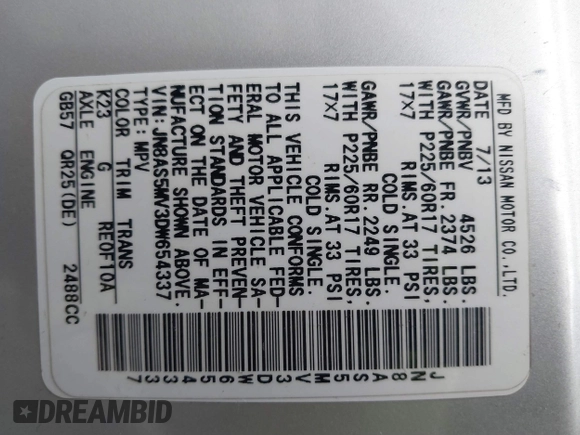 MFD BY NISSAN MOTOR CO.,LTD.
DATE 7/13
GVWR/PNBV 4526 LBS.
GAWR/PNBE FR. 2374 LBS.
WITH P225/60R17 TIRES,
17X7 RIMS.AT 33 PSI
COLD SINGLE.
GAWR/PNBE RR. 2249 LBS.
WITH P225/60R17 TIRES,
17X7 RIMS.AT 33 PSI
COLD SINGLE.
THIS VEHICLE CONFORMS
TO ALL APPLICABLE FED-
ERAL MOTOR VEHICLE SA-
FETY AND THEFT PREVEN-
TION STANDARDS IN EFF-
ECT ON THE DATE OF MA-
NUFACTURE SHOWN ABOVE.
VIN: JN8AS5MV3DW654337
TYPE: MPV
COLOR TRIM TRANS
K23 G RE0F10A
AXLE ENGINE
GB57 QR25(DE) 2488CC
JN8AS5MV3DW654337
DREAMBID